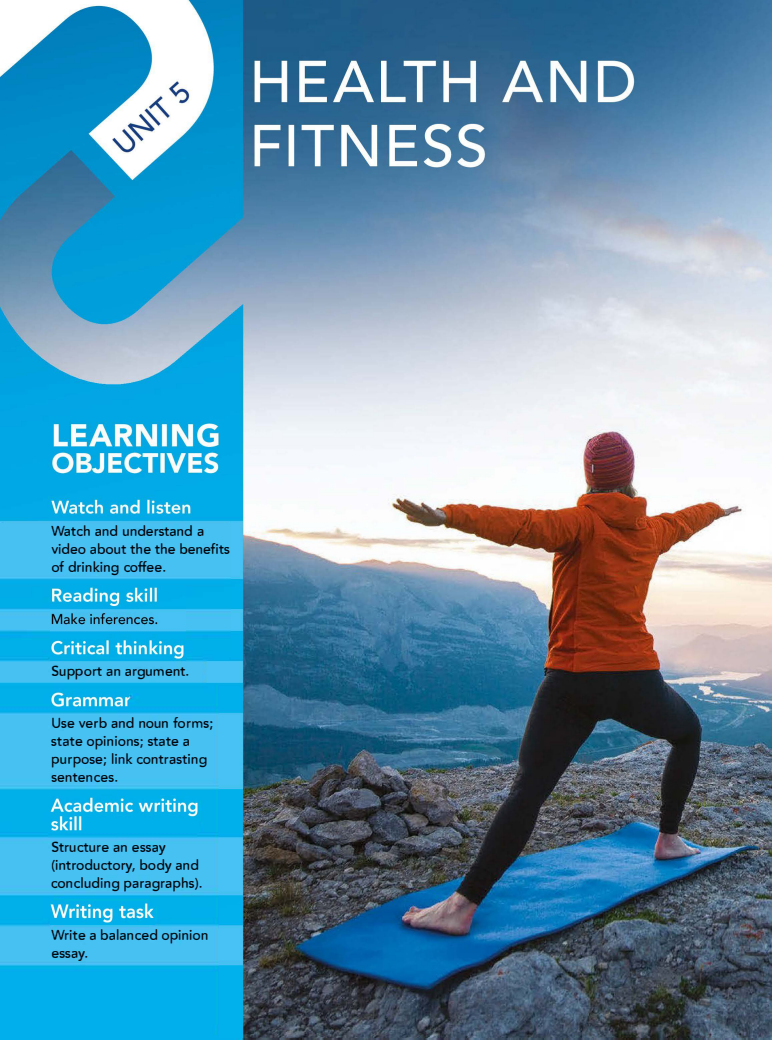 UNIT 5
HEALTH AND
FITNESS
LEARNING
OBJECTIVES
Watch and listen
Watch and understand a
video about the the benefits
of drinking coffee.
Reading skill
Make inferences.
Critical thinking
Support an argument.
Grammar
Use verb and noun forms;
state opinions; state a
purpose; link contrasting
sentences.
Academic writing
skill
Structure an essay
(introductory, body and
concluding paragraphs).
Writing task
Write a balanced opinion
essay.